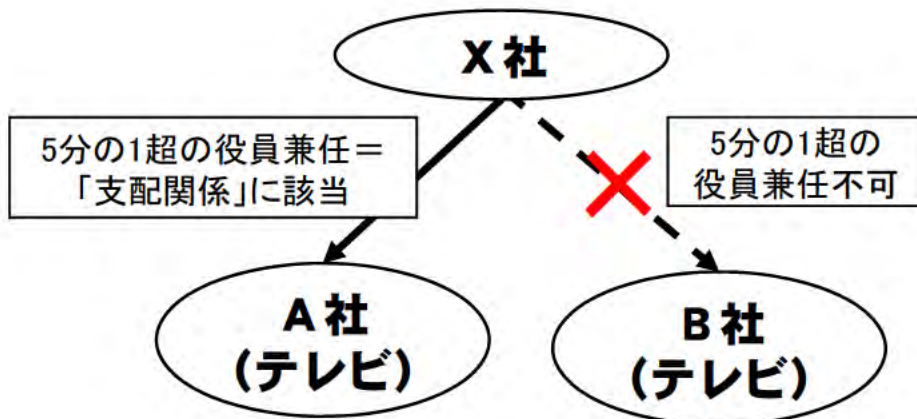 X社
5分の1超の役員兼任＝
「支配関係」に該当
5分の1超の
役員兼任不可
A社
(テレビ)
B社
(テレビ)